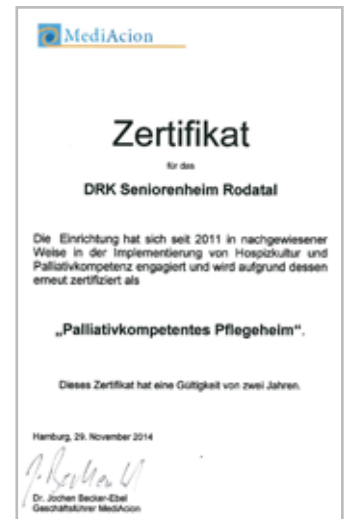 MediAcion
Zertifikat
für das
DRK Seniorenheim Rodatal
Die Einrichtung hat sich seit 2011 in nachgewiesener
Weise in der Implementierung von Hospizkultur und
Palliativkompetenz engagiert und wird aufgrund dessen
erneut zertifiziert als
„Palliativkompetentes Pflegeheim“.
Dieses Zertifikat hat eine Gültigkeit von zwei Jahren.
Hamburg, 29. November 2014
Dr. Jochen Becker-Ebel
Geschäftsführer MediAcion